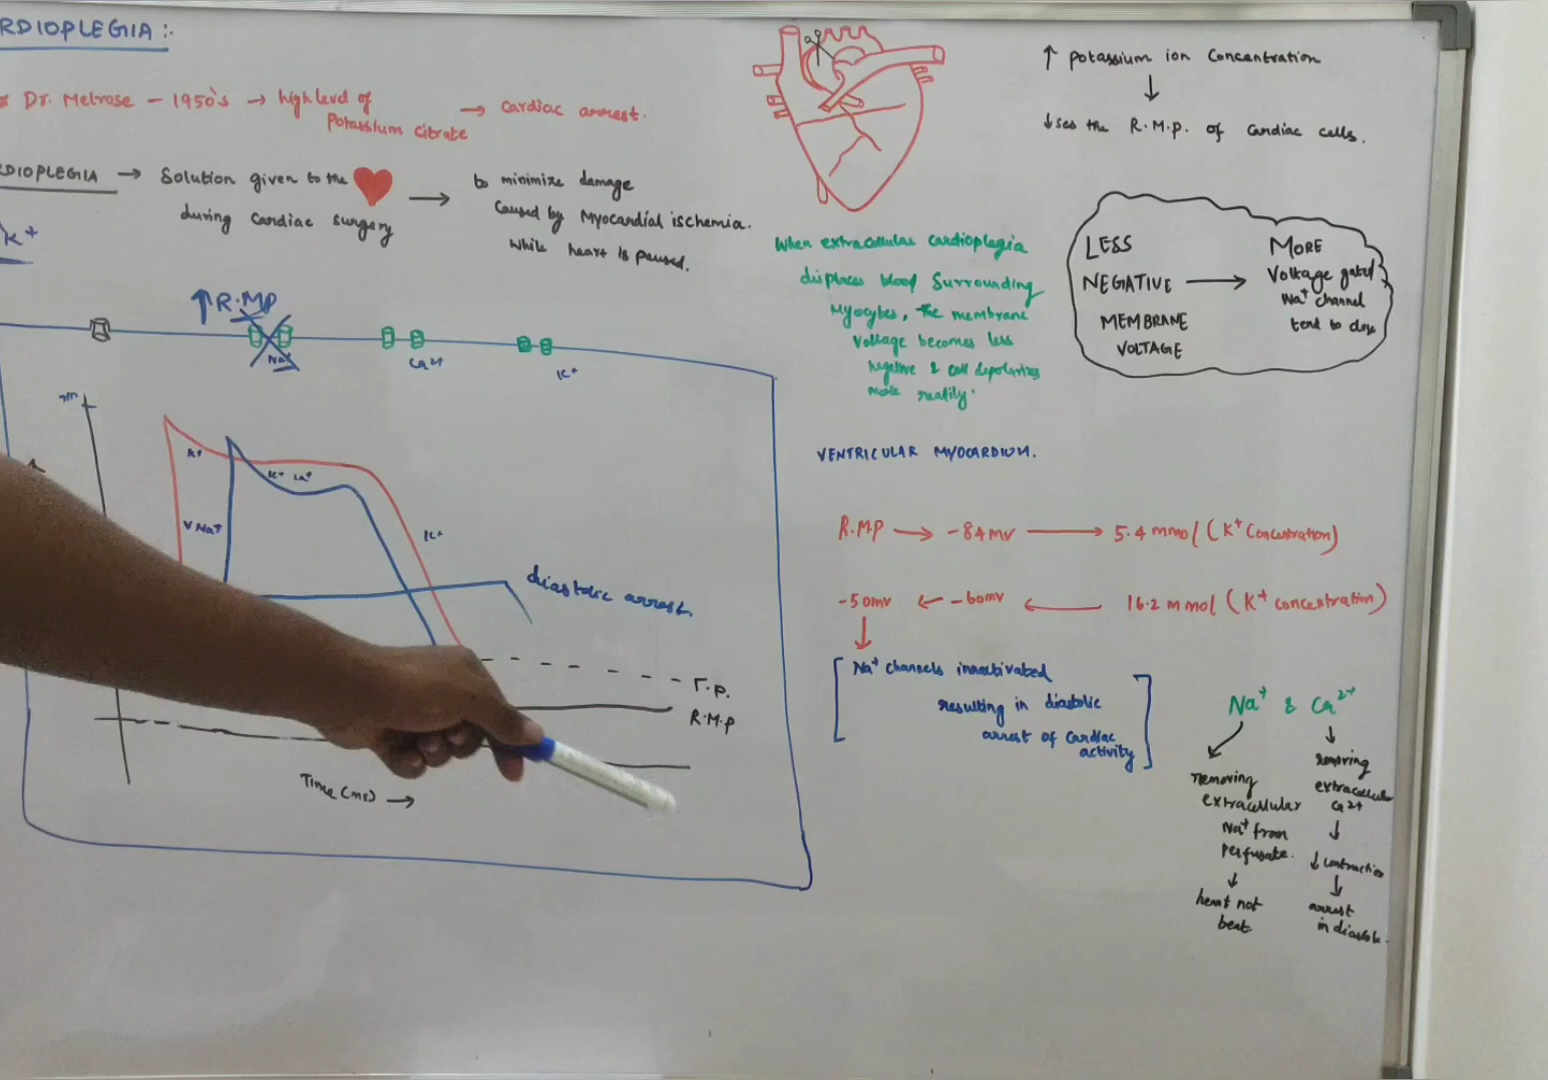 RDIOPLEGIA :-
Dr. Melrose - 1950's → high level of
Potassium Citrate → Cardiac arrest.
DIOPLEGIA → Solution given to the
during Cardiac surgery → to minimize damage
Caused by Myocardial ischemia.
While heart is paused.
K+
↑ R.MP
Na+
Ca2+
K+
K+
K+ Ca+
Na+
K+
diastolic arrest.
T.P.
R.M.P
Time (ms) →
↑ Potassium ion Concentration
↓
↓ses the R.M.P. of Cardiac cells.
When extracellular cardioplegia
displaces blood Surrounding
Myocytes, the membrane
Voltage becomes less
negative & cell depolarizes
more readily.
LESS
NEGATIVE →
MEMBRANE
VOLTAGE
MORE
Voltage gated
Na+ channel
tend to close
VENTRICULAR MYOCARDIUM.
R.M.P → -84mv → 5.4 mmol (K+ Concentration)
-50mv ← -60mv ← 16.2 mmol (K+ concentration)
↓
Na+ channels innactivated
resulting in diastolic
arrest of Cardiac
activity
Na+ & Ca2+
removing
extracellular
Na+ from
Perfusate.
↓
heart not
beat.
↓
removing
extracellular
Ca2+
↓
↓ contraction
↓
arrest
in diastole.